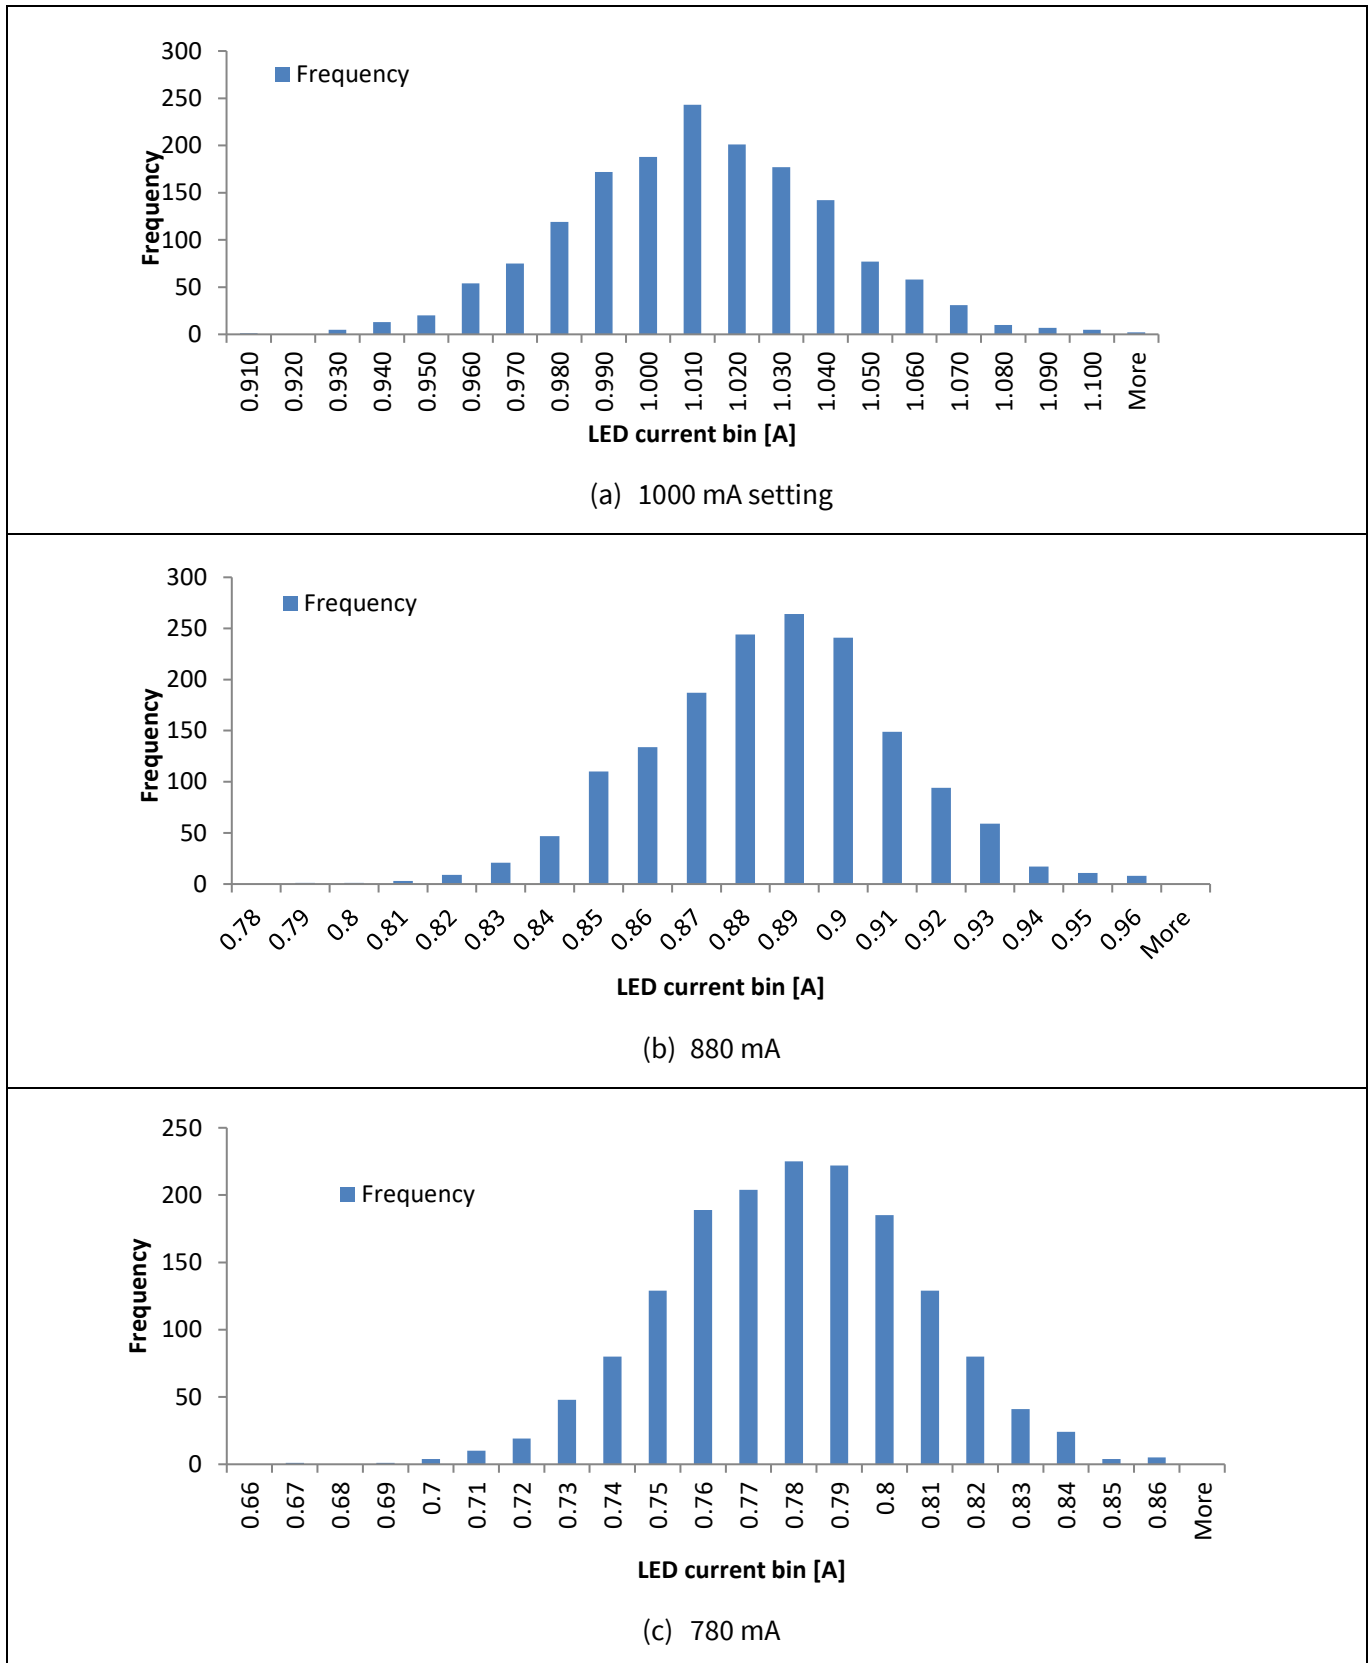 300
Frequency
250
200
150
100
50
0
Frequency
0.910 0.920 0.930 0.940 0.950 0.960 0.970 0.980 0.990 1.000 1.010 1.020 1.030 1.040 1.050 1.060 1.070 1.080 1.090 1.100 More
LED current bin [A]
(a) 1000 mA setting
300
Frequency
250
200
150
100
50
0
Frequency
0.78 0.79 0.8 0.81 0.82 0.83 0.84 0.85 0.86 0.87 0.88 0.89 0.9 0.91 0.92 0.93 0.94 0.95 0.96 More
LED current bin [A]
(b) 880 mA
250
200
Frequency
150
100
50
0
Frequency
0.66 0.67 0.68 0.69 0.7 0.71 0.72 0.73 0.74 0.75 0.76 0.77 0.78 0.79 0.8 0.81 0.82 0.83 0.84 0.85 0.86 More
LED current bin [A]
(c) 780 mA